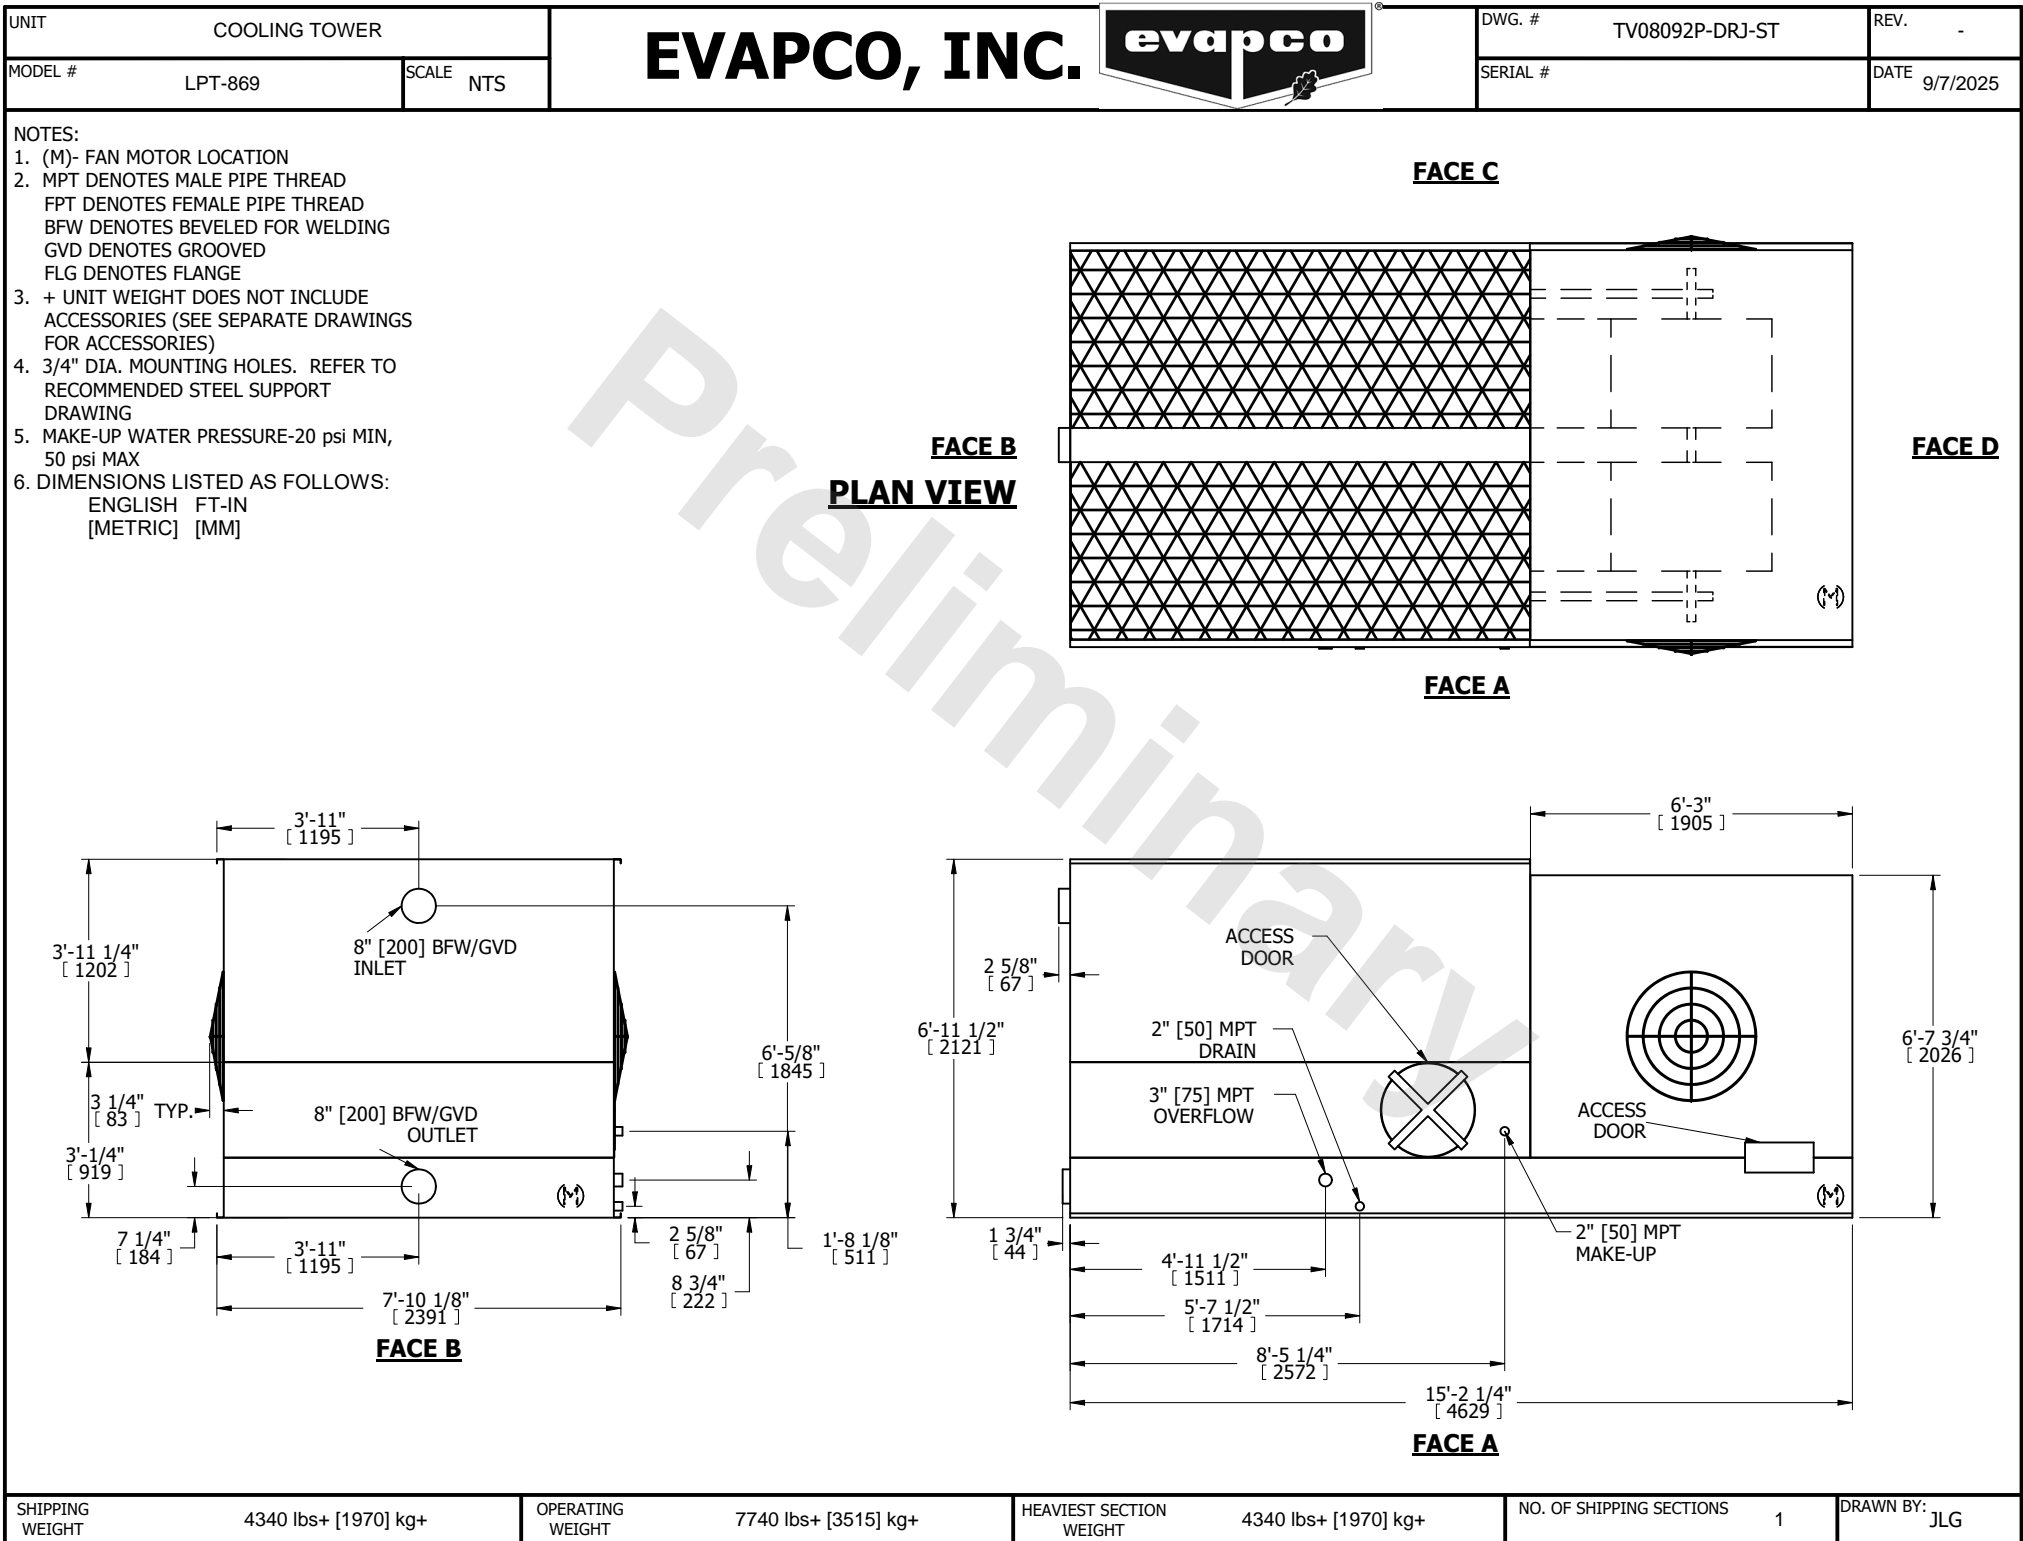 UNIT
COOLING TOWER
MODEL #
LPT-869
SCALE
NTS
EVAPCO, INC.
evapco
®
DWG. #
TV08092P-DRJ-ST
REV.
-
SERIAL #
DATE
9/7/2025
NOTES:
1. (M)- FAN MOTOR LOCATION
2. MPT DENOTES MALE PIPE THREAD
FPT DENOTES FEMALE PIPE THREAD
BFW DENOTES BEVELED FOR WELDING
GVD DENOTES GROOVED
FLG DENOTES FLANGE
3. + UNIT WEIGHT DOES NOT INCLUDE
ACCESSORIES (SEE SEPARATE DRAWINGS
FOR ACCESSORIES)
4. 3/4" DIA. MOUNTING HOLES. REFER TO
RECOMMENDED STEEL SUPPORT
DRAWING
5. MAKE-UP WATER PRESSURE-20 psi MIN,
50 psi MAX
6. DIMENSIONS LISTED AS FOLLOWS:
ENGLISH FT-IN
[METRIC] [MM]
Preliminary
FACE C
FACE B
PLAN VIEW
FACE D
(M)
FACE A
3'-11"
[ 1195 ]
3'-11 1/4"
[ 1202 ]
8" [200] BFW/GVD
INLET
6'-5/8"
[ 1845 ]
3 1/4"
[ 83 ]
TYP.
8" [200] BFW/GVD
OUTLET
3'-1/4"
[ 919 ]
(M)
7 1/4"
[ 184 ]
3'-11"
[ 1195 ]
2 5/8"
[ 67 ]
1'-8 1/8"
[ 511 ]
8 3/4"
[ 222 ]
7'-10 1/8"
[ 2391 ]
FACE B
6'-3"
[ 1905 ]
ACCESS
DOOR
2 5/8"
[ 67 ]
6'-11 1/2"
[ 2121 ]
2" [50] MPT
DRAIN
6'-7 3/4"
[ 2026 ]
3" [75] MPT
OVERFLOW
ACCESS
DOOR
(M)
1 3/4"
[ 44 ]
2" [50] MPT
MAKE-UP
4'-11 1/2"
[ 1511 ]
5'-7 1/2"
[ 1714 ]
8'-5 1/4"
[ 2572 ]
15'-2 1/4"
[ 4629 ]
FACE A
SHIPPING
WEIGHT
4340 lbs+ [1970] kg+
OPERATING
WEIGHT
7740 lbs+ [3515] kg+
HEAVIEST SECTION
WEIGHT
4340 lbs+ [1970] kg+
NO. OF SHIPPING SECTIONS
1
DRAWN BY:
JLG